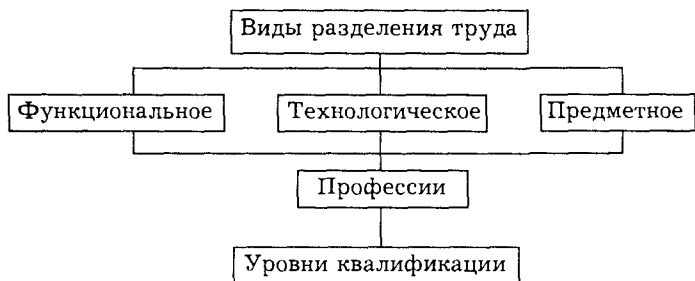 Виды разделения труда
Функциональное
Технологическое
Предметное
Профессии
Уровни квалификации